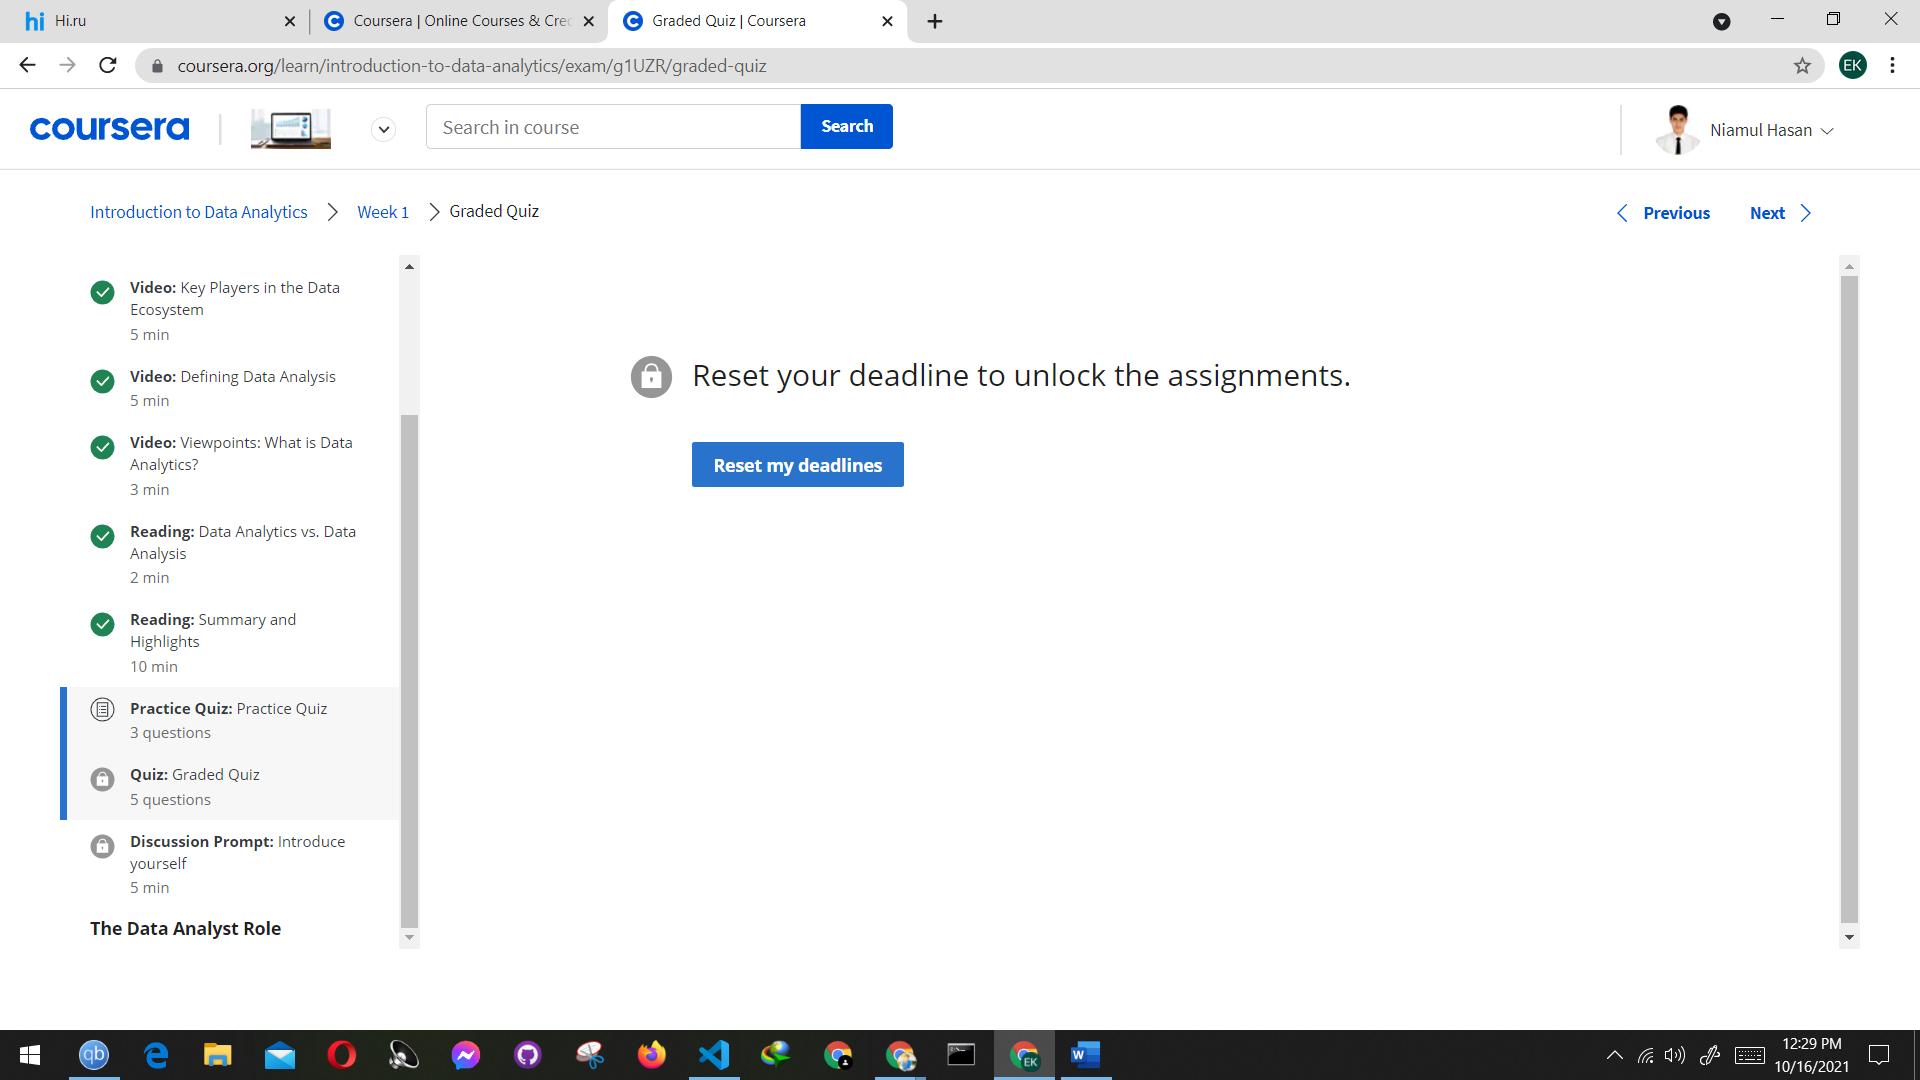 hi Hi.ru
Coursera | Online Courses & Cre
Graded Quiz | Coursera
coursera.org/learn/introduction-to-data-analytics/exam/g1UZR/graded-quiz
EK
coursera
Search in course
Search
Niamul Hasan
Introduction to Data Analytics
Week 1
Graded Quiz
Previous
Next
Video: Key Players in the Data
Ecosystem
5 min
Video: Defining Data Analysis
5 min
Video: Viewpoints: What is Data
Analytics?
3 min
Reading: Data Analytics vs. Data
Analysis
2 min
Reading: Summary and
Highlights
10 min
Practice Quiz: Practice Quiz
3 questions
Quiz: Graded Quiz
5 questions
Discussion Prompt: Introduce
yourself
5 min
The Data Analyst Role
Reset your deadline to unlock the assignments.
Reset my deadlines
qb
EK
W
12:29 PM
10/16/2021